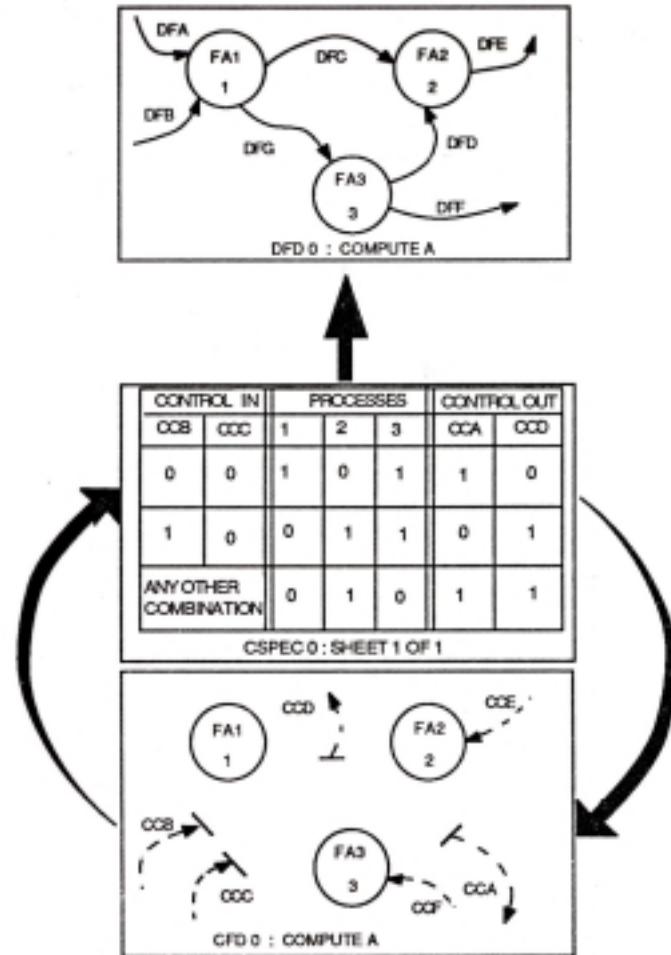 DFA
FA1
1
DFC
FA2
2
DFE
DFB
DFG
DFD
FA3
3
DFF
DFD 0 : COMPUTE A
CONTROL IN PROCESSES CONTROL OUT
CCB CCC 1 2 3 CCA CCD
0 0 1 0 1 1 0
1 0 0 1 1 0 1
ANY OTHER
COMBINATION 0 1 0 1 1
CSPEC 0 : SHEET 1 OF 1
CCD
CCE
FA1
1
FA2
2
CCB
CCC
FA3
3
CCF
CCA
CFD 0 : COMPUTE A